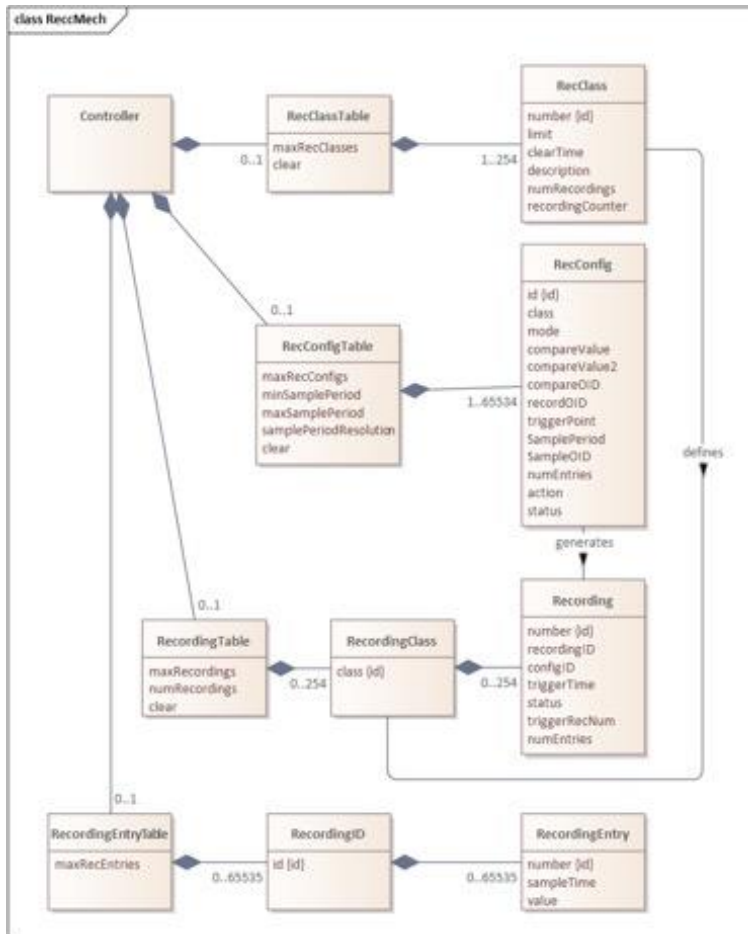 class ReccMech
Controller
RecClassTable
maxRecClasses
clear
0..1
RecClass
number {id}
limit
clearTime
description
numRecordings
recordingCounter
1..254
RecConfig
id {id}
class
mode
compareValue
compareValue2
compareOID
recordOID
triggerPoint
SamplePeriod
SampleOID
numEntries
action
status
0..1
RecConfigTable
maxRecConfigs
minSamplePeriod
maxSamplePeriod
samplePeriodResolution
clear
1..65534
defines
generates
0..1
RecordingTable
maxRecordings
numRecordings
clear
0..254
RecordingClass
class {id}
0..254
Recording
number {id}
recordingID
configID
triggerTime
status
triggerRecNum
numEntries
0..1
RecordingEntryTable
maxRecEntries
0..65535
RecordingID
id {id}
0..65535
RecordingEntry
number {id}
sampleTime
value